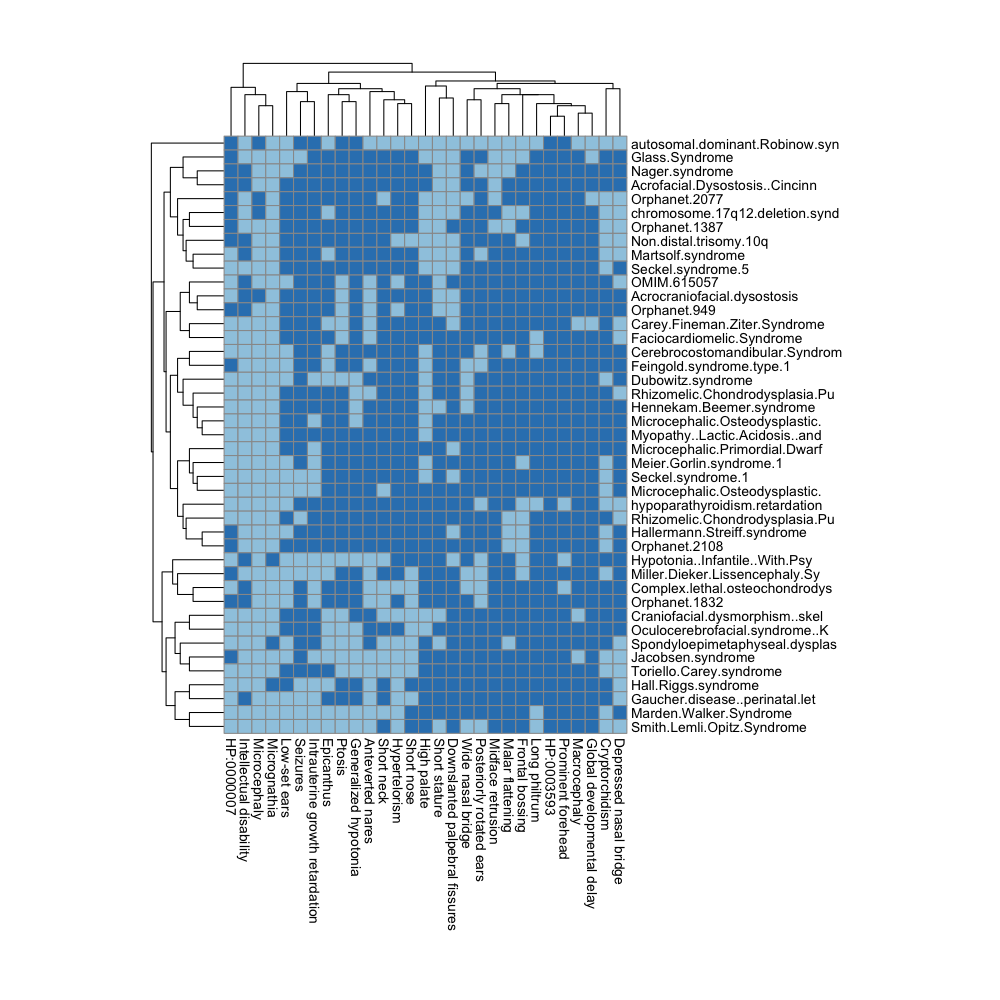 autosomal.dominant.Robinow.syn
Glass.Syndrome
Nager.syndrome
Acrofacial.Dysostosis..Cincinn
Orphanet.2077
chromosome.17q12.deletion.synd
Orphanet.1387
Non.distal.trisomy.10q
Martsolf.syndrome
Seckel.syndrome.5
OMIM.615057
Acrocraniofacial.dysostosis
Orphanet.949
Carey.Fineman.Ziter.Syndrome
Faciocardiomelic.Syndrome
Cerebrocostomandibular.Syndrom
Feingold.syndrome.type.1
Dubowitz.syndrome
Rhizomelic.Chondrodysplasia.Pu
Hennekam.Beemer.syndrome
Microcephalic.Osteodysplastic.
Myopathy..Lactic.Acidosis..and
Microcephalic.Primordial.Dwarf
Meier.Gorlin.syndrome.1
Seckel.syndrome.1
Microcephalic.Osteodysplastic.
hypoparathyroidism.retardation
Rhizomelic.Chondrodysplasia.Pu
Hallermann.Streiff.syndrome
Orphanet.2108
Hypotonia..Infantile..With.Psy
Miller.Dieker.Lissencephaly.Sy
Complex.lethal.osteochondrodys
Orphanet.1832
Craniofacial.dysmorphism..skel
Oculocerebrofacial.syndrome..K
Spondyloepimetaphyseal.dysplas
Jacobsen.syndrome
Toriello.Carey.syndrome
Hall.Riggs.syndrome
Gaucher.disease..perinatal.let
Marden.Walker.Syndrome
Smith.Lemli.Opitz.Syndrome
HP:0000007
Intellectual disability
Microcephaly
Micrognathia
Low-set ears
Seizures
Intrauterine growth retardation
Epicanthus
Ptosis
Generalized hypotonia
Anteverted nares
Short neck
Hypertelorism
Short nose
High palate
Short stature
Downslanted palpebral fissures
Wide nasal bridge
Posteriorly rotated ears
Midface retrusion
Malar flattening
Frontal bossing
Long philtrum
HP:0003593
Prominent forehead
Macrocephaly
Global developmental delay
Cryptorchidism
Depressed nasal bridge